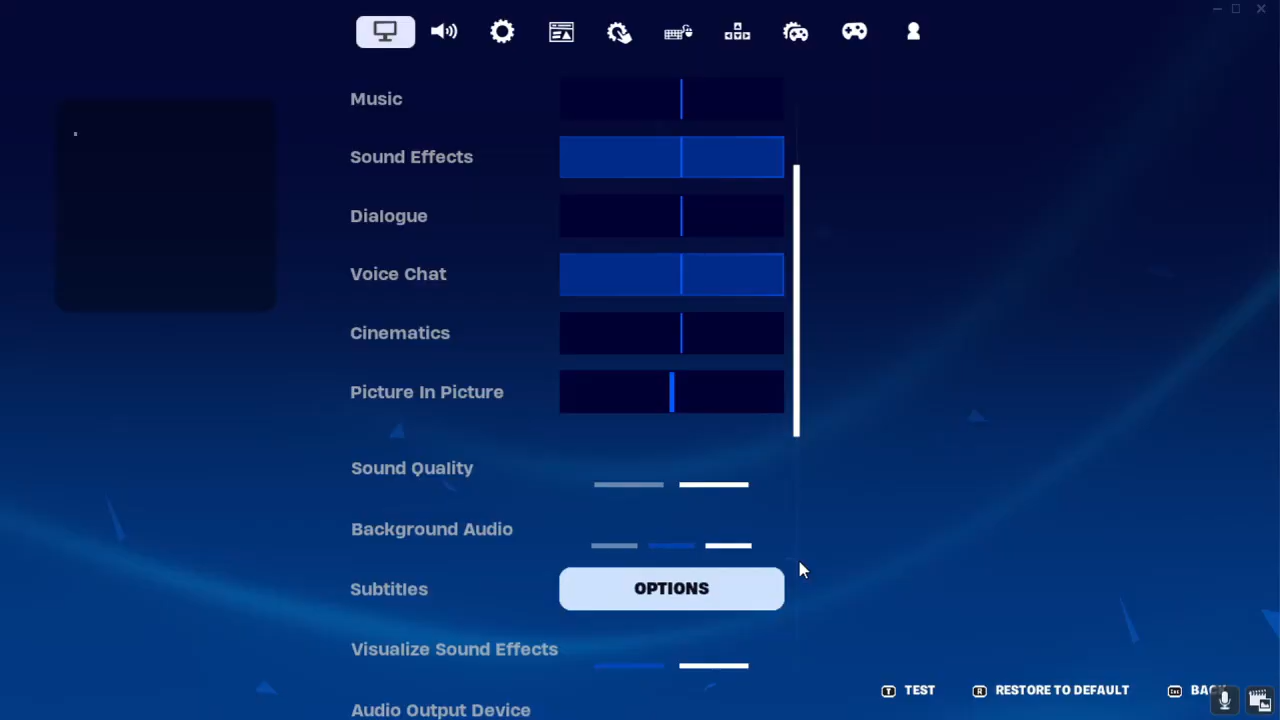 Music
Sound Effects
Dialogue
Voice Chat
Cinematics
Picture In Picture
Sound Quality
Background Audio
Subtitles
OPTIONS
Visualize Sound Effects
Audio Output Device
T TEST
R RESTORE TO DEFAULT
Esc